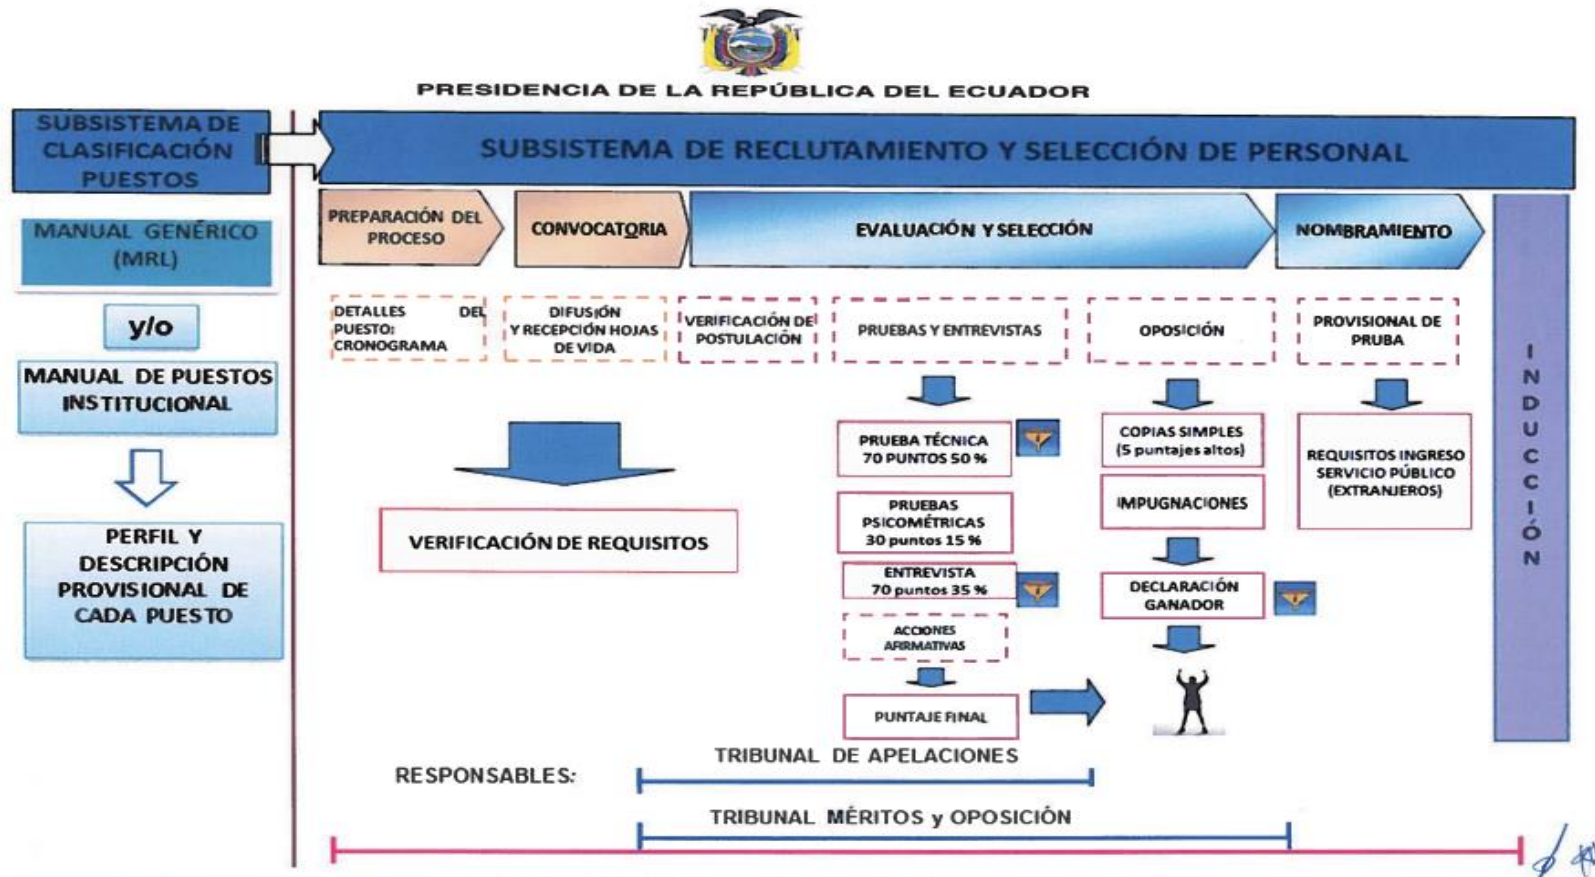 PRESIDENCIA DE LA REPÚBLICA DEL ECUADOR
SUBSISTEMA DE
CLASIFICACIÓN
PUESTOS
SUBSISTEMA DE RECLUTAMIENTO Y SELECCIÓN DE PERSONAL
MANUAL GENÉRICO
(MRL)
y/o
MANUAL DE PUESTOS
INSTITUCIONAL
PERFIL Y
DESCRIPCIÓN
PROVISIONAL DE
CADA PUESTO
PREPARACIÓN DEL
PROCESO
CONVOCATORIA
EVALUACIÓN Y SELECCIÓN
NOMBRAMIENTO
DETALLES DEL
PUESTO:
CRONOGRAMA
DIFUSIÓN
Y RECEPCIÓN HOJAS
DE VIDA
VERIFICACIÓN DE
POSTULACIÓN
PRUEBAS Y ENTREVISTAS
OPOSICIÓN
PROVISIONAL DE
PRUBA
VERIFICACIÓN DE REQUISITOS
PRUEBA TÉCNICA
70 PUNTOS 50 %
PRUEBAS
PSICOMÉTRICAS
30 puntos 15 %
ENTREVISTA
70 puntos 35 %
ACCIONES
AFIRMATIVAS
PUNTAJE FINAL
COPIAS SIMPLES
(5 puntajes altos)
IMPUGNACIONES
DECLARACIÓN
GANADOR
REQUISITOS INGRESO
SERVICIO PÚBLICO
(EXTRANJEROS)
INDUCCIÓN
RESPONSABLES:
TRIBUNAL DE APELACIONES
TRIBUNAL MÉRITOS y OPOSICIÓN